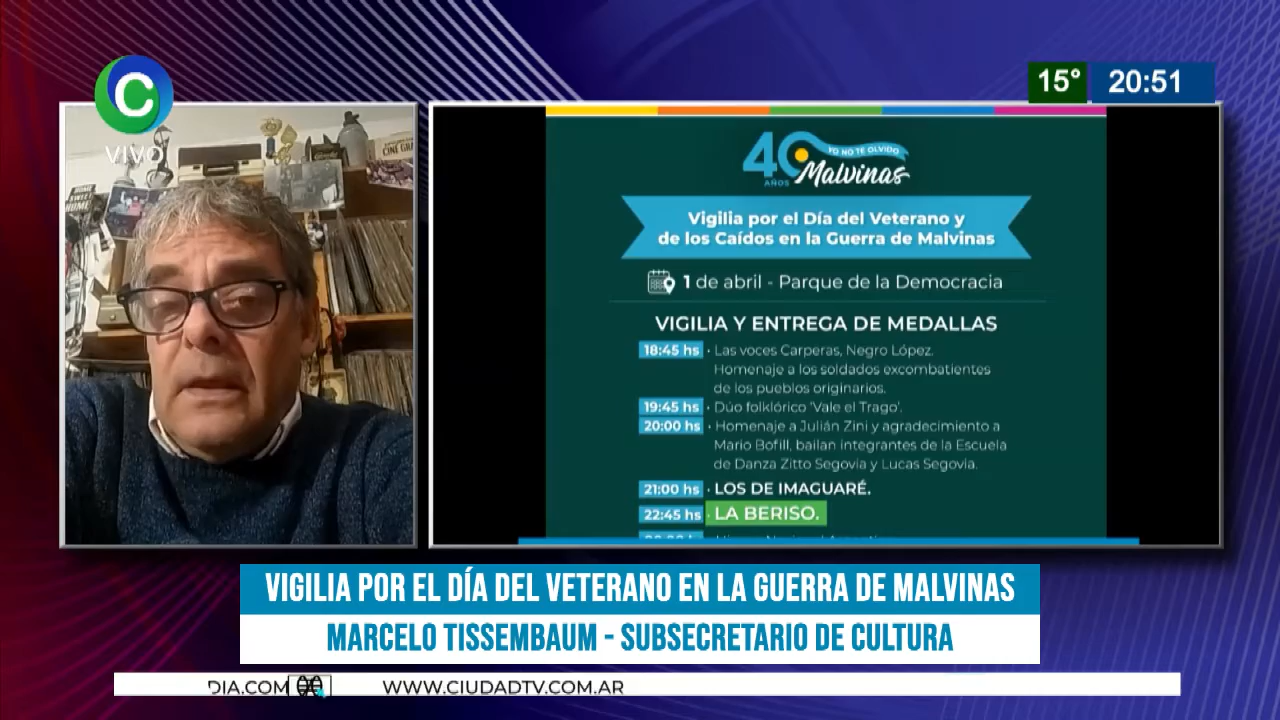 C
VIVO
15°
20:51
SWEET
HOME
CINE GRA
40
AÑOS
YO NO TE OLVIDO
Malvinas
Vigilia por el Día del Veterano y
de los Caídos en la Guerra de Malvinas
1 de abril - Parque de la Democracia
VIGILIA Y ENTREGA DE MEDALLAS
18:45 hs · Las voces Carperas, Negro López.
Homenaje a los soldados excombatientes
de los pueblos originarios.
19:45 hs · Dúo folklórico 'Vale el Trago'.
20:00 hs · Homenaje a Julián Zini y agradecimiento a
Mario Bofill, bailan integrantes de la Escuela
de Danza Zitto Segovia y Lucas Segovia.
21:00 hs · LOS DE IMAGUARÉ.
22:45 hs · LA BERISO.
VIGILIA POR EL DÍA DEL VETERANO EN LA GUERRA DE MALVINAS
MARCELO TISSEMBAUM - SUBSECRETARIO DE CULTURA
DIA.COM
WWW.CIUDADTV.COM.AR